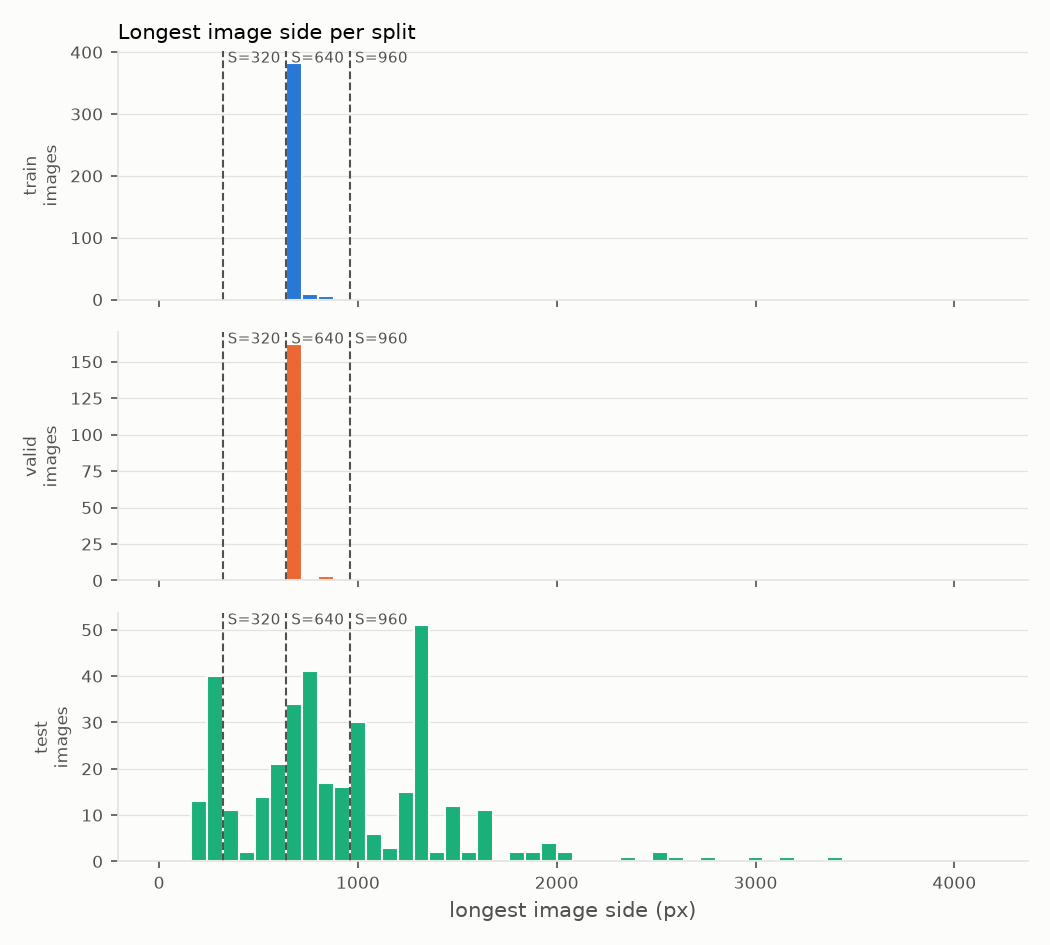 Longest image side per split
S=320 S=640 S=960
400
300
200
100
0
train
images
S=320 S=640 S=960
150
125
100
75
50
25
0
valid
images
S=320 S=640 S=960
50
40
30
20
10
0
test
images
0 1000 2000 3000 4000
longest image side (px)